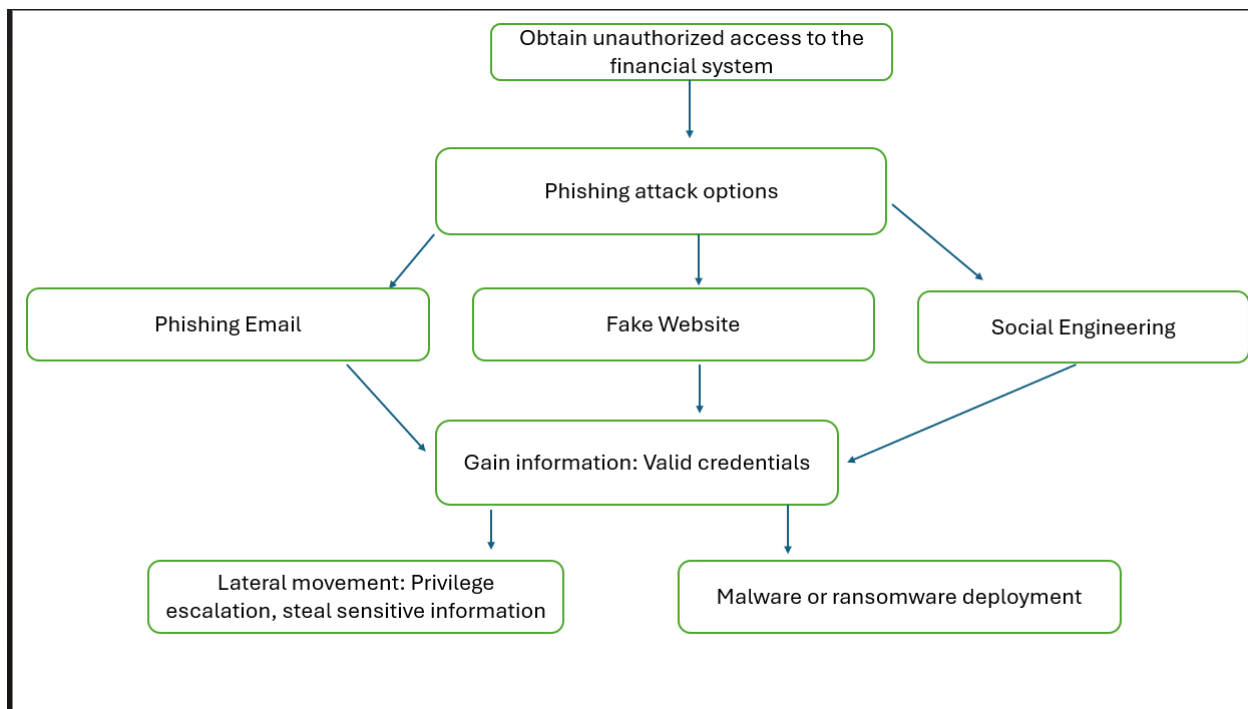 Obtain unauthorized access to the
financial system
Phishing attack options
Phishing Email
Fake Website
Social Engineering
Gain information: Valid credentials
Lateral movement: Privilege
escalation, steal sensitive information
Malware or ransomware deployment